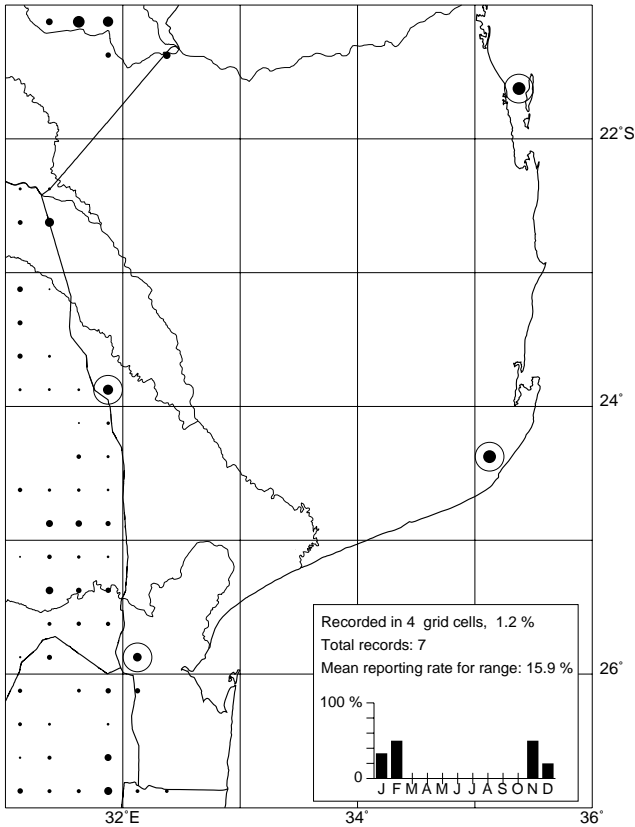 22°S
24°
Recorded in 4 grid cells, 1.2 %
Total records: 7
Mean reporting rate for range: 15.9 %
26°
100 %
0
J F M A M J J A S O N D
32°E
34°
36°